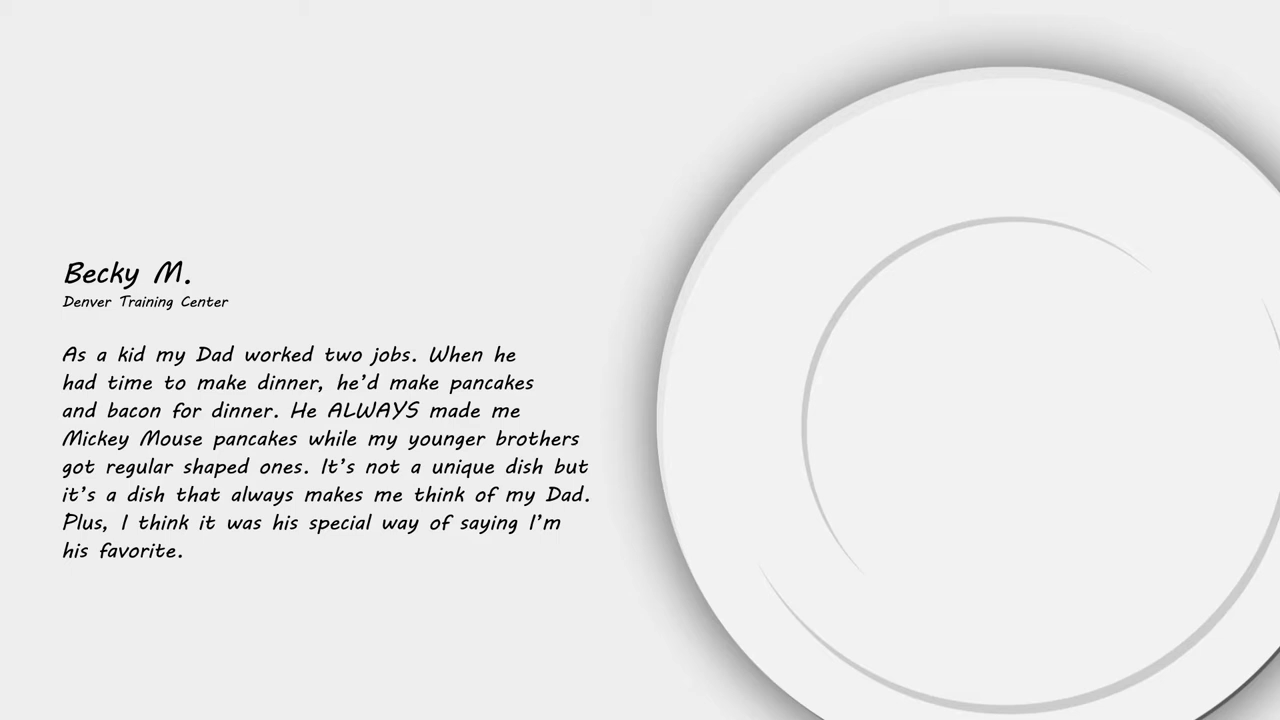 Becky M.
Denver Training Center
As a kid my Dad worked two jobs. When he
had time to make dinner, he’d make pancakes
and bacon for dinner. He ALWAYS made me
Mickey Mouse pancakes while my younger brothers
got regular shaped ones. It’s not a unique dish but
it’s a dish that always makes me think of my Dad.
Plus, I think it was his special way of saying I’m
his favorite.